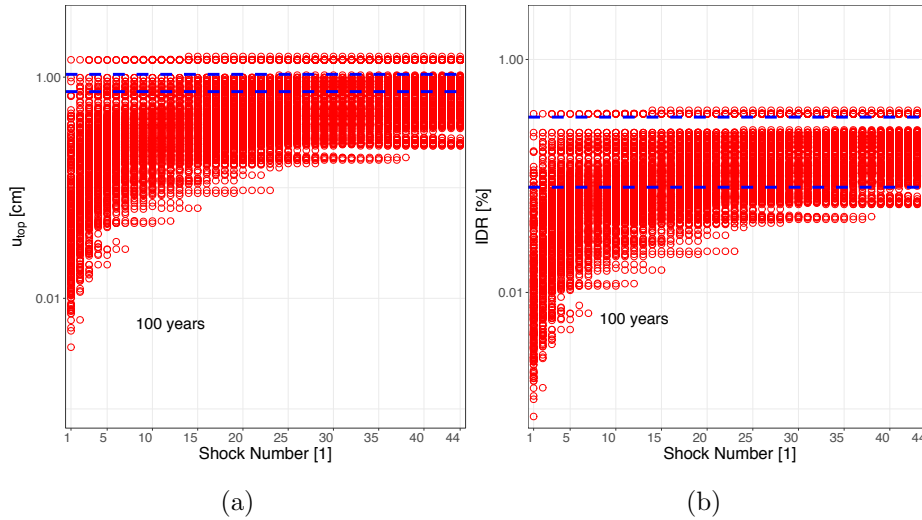 1.00
0.01
u_top [cm]
100 years
1 5 10 15 20 25 30 35 40 44
Shock Number [1]
(a)
1.00
0.01
IDR [%]
100 years
1 5 10 15 20 25 30 35 40 44
Shock Number [1]
(b)